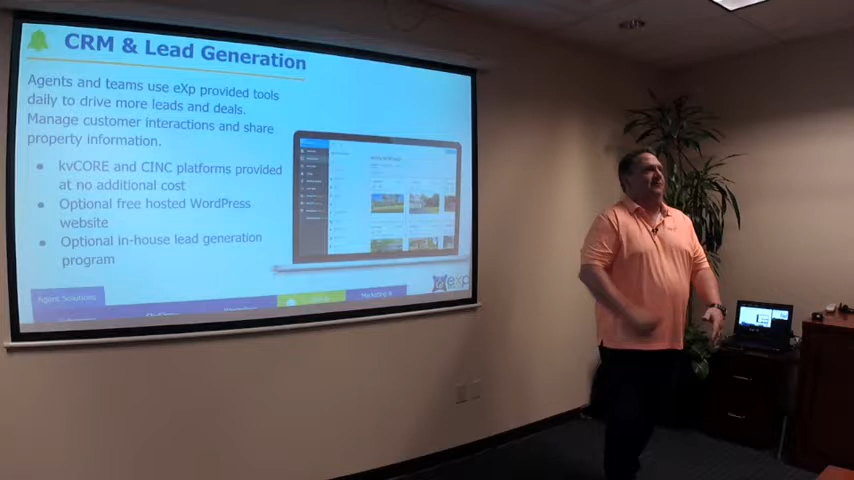 CRM & Lead Generation
Agents and teams use eXp provided tools
daily to drive more leads and deals.
Manage customer interactions and share
property information.
• kvCORE and CINC platforms provided
at no additional cost
• Optional free hosted WordPress
website
• Optional in-house lead generation
program
Agent Solutions
Marketing
eXp